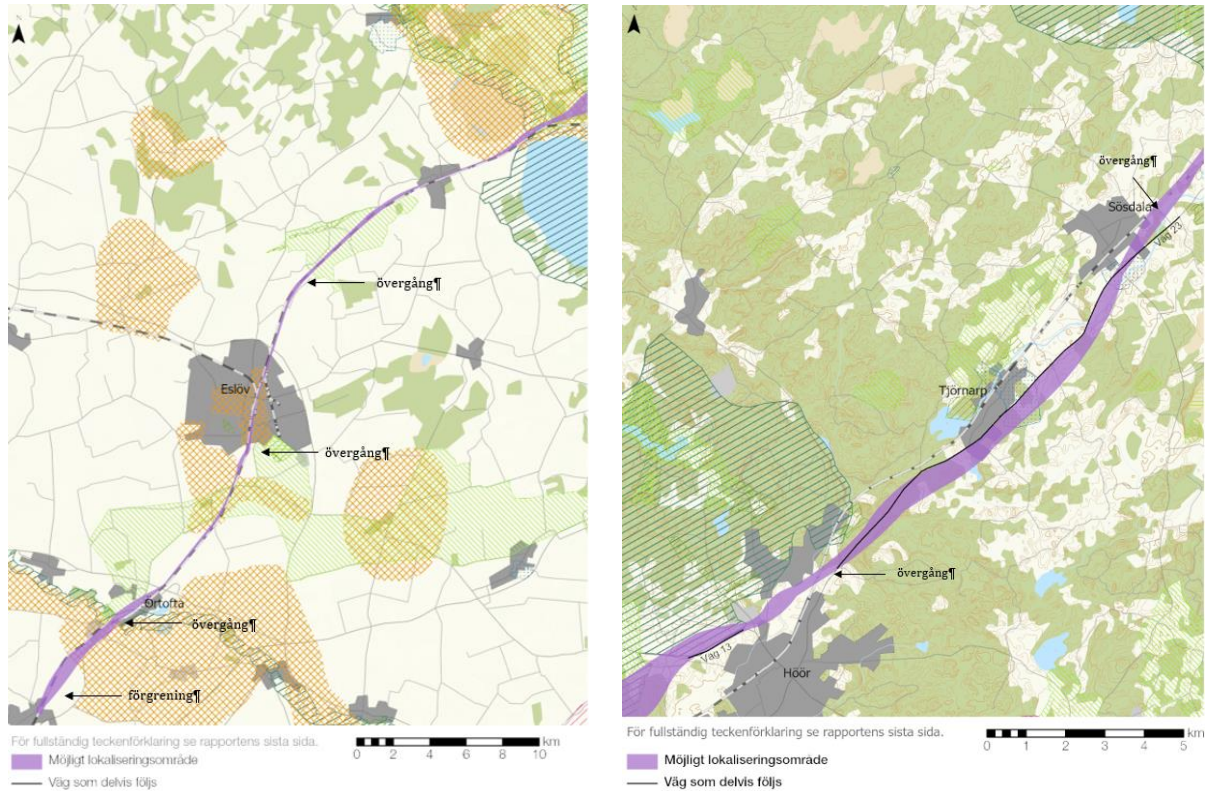 övergång¶
Eslöv
övergång¶
Örtofta
övergång¶
förgrening¶
För fullständig teckenförklaring se rapportens sista sida.
km
0 2 4 6 8 10
Möjligt lokaliseringsområde
Väg som delvis följs
övergång¶
Sösdala
Väg 23
Tjörnarp
övergång¶
Väg 13
Höör
För fullständig teckenförklaring se rapportens sista sida.
km
0 1 2 3 4 5
Möjligt lokaliseringsområde
Väg som delvis följs